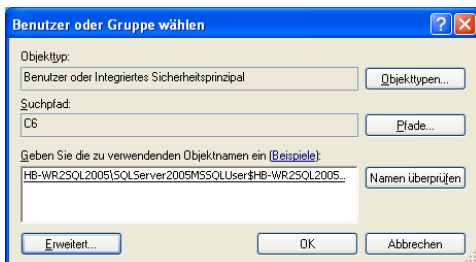 Benutzer oder Gruppe wählen
Objekttyp:
Benutzer oder Integriertes Sicherheitsprinzipal
Objekttypen...
Suchpfad:
C6
Pfade...
Geben Sie die zu verwendenden Objektnamen ein (Beispiele):
HB-WR2SQL2005\SQLServer2005MSSQLUser$HB-WR2SQL2005...
Namen überprüfen
Erweitert...
OK
Abbrechen